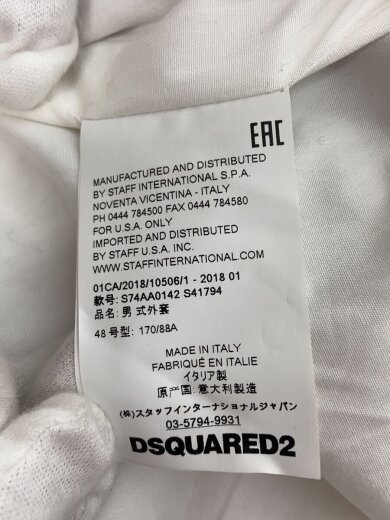 EAC
MANUFACTURED AND DISTRIBUTED
BY STAFF INTERNATIONAL S.P.A.
NOVENTA VICENTINA - ITALY
PH 0444 784500 FAX 0444 784580
FOR U.S.A. ONLY
IMPORTED AND DISTRIBUTED
BY STAFF U.S.A. INC.
WWW.STAFFINTERNATIONAL.COM
01CA/2018/10506/1 - 2018 01
款号: S74AA0142 S41794
品名: 男 式外套
48 号型: 170/88A
MADE IN ITALY
FABRIQUÉ EN ITALIE
イタリア製
原产国: 意大利製造
(株)スタッフインターナショナルジャパン
03-5794-9931
DSQUARED2